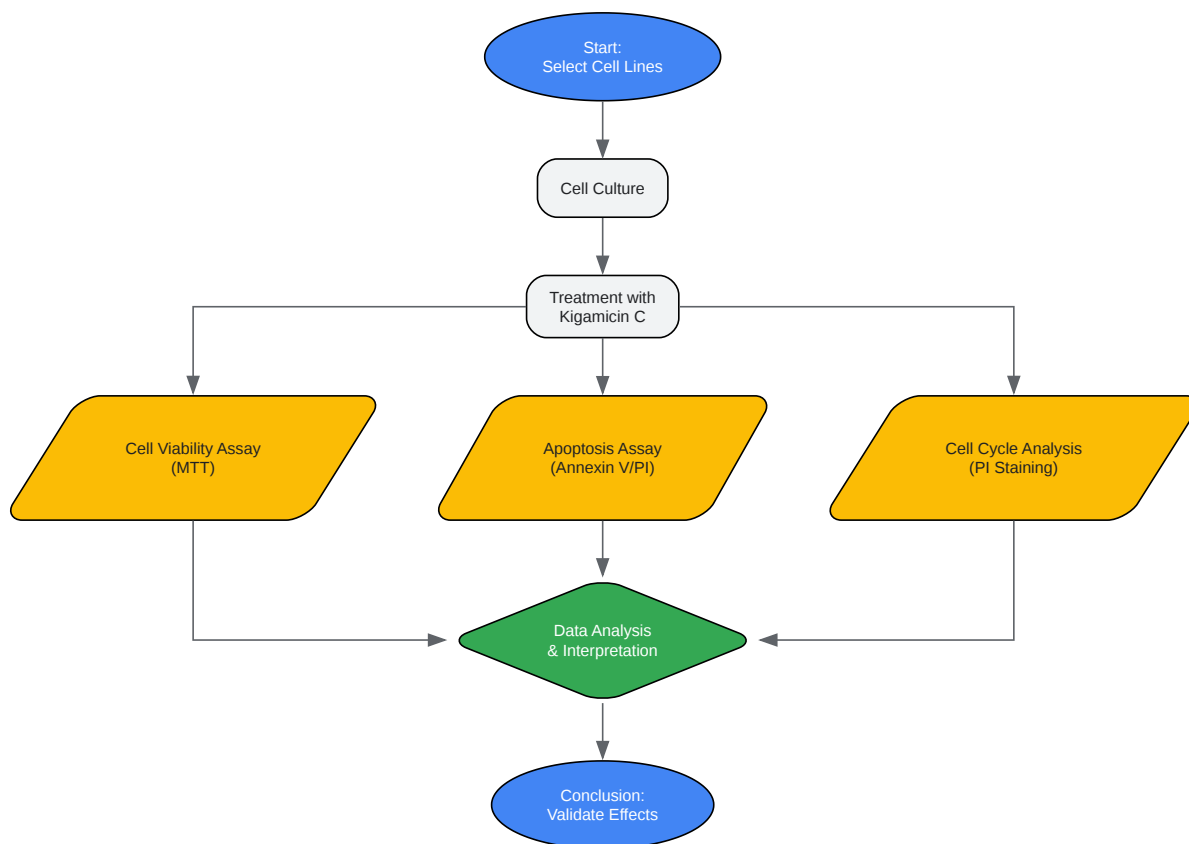 Start:
Select Cell Lines
Cell Culture
Treatment with
Kigamicin C
Cell Viability Assay
(MTT)
Apoptosis Assay
(Annexin V/PI)
Cell Cycle Analysis
(PI Staining)
Data Analysis
& Interpretation
Conclusion:
Validate Effects